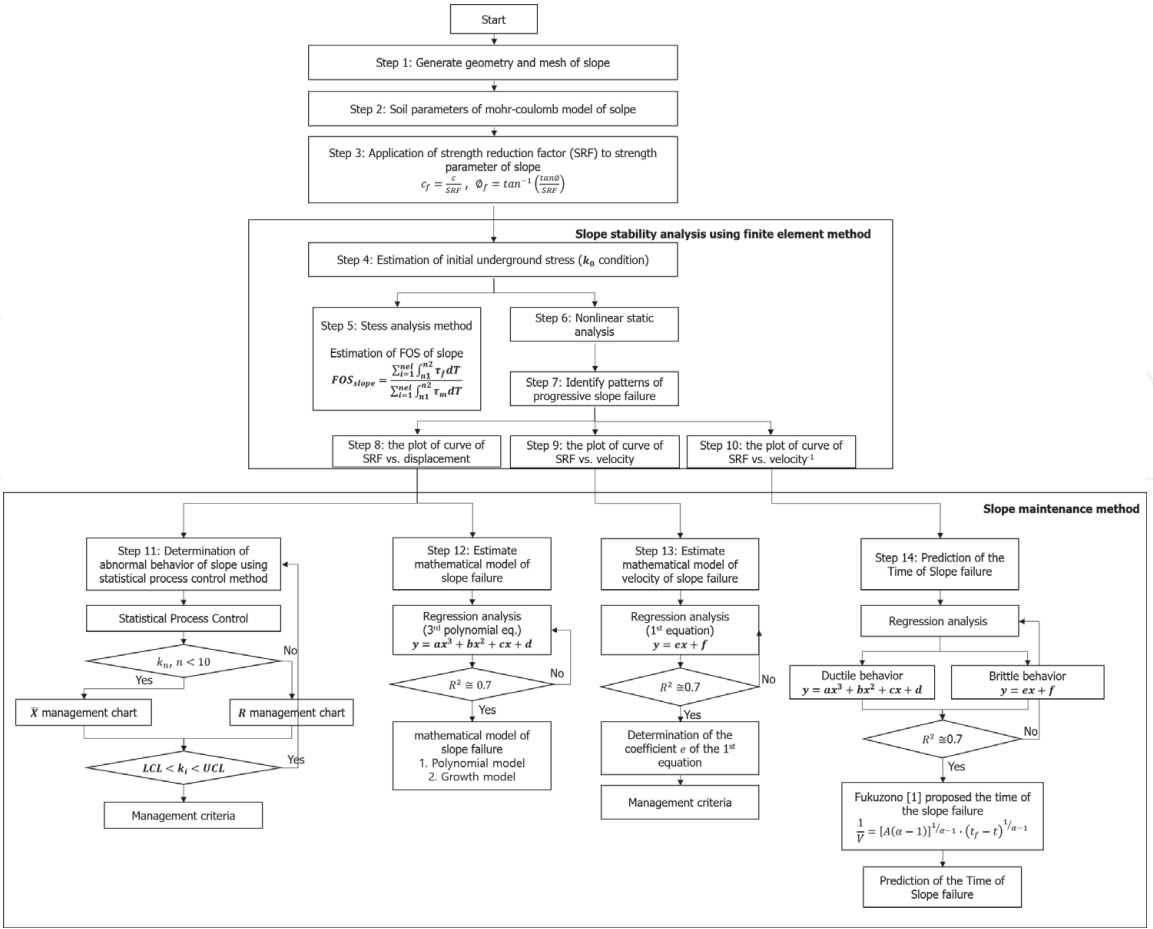 Start
Step 1: Generate geometry and mesh of slope
Step 2: Soil parameters of mohr-coulomb model of solpe
Step 3: Application of strength reduction factor (SRF) to strength
parameter of slope
c_f = c/SRF , ∅_f = tan⁻¹ (tan∅/SRF)
Slope stability analysis using finite element method
Step 4: Estimation of initial underground stress (k₀ condition)
Step 5: Stess analysis method
Estimation of FOS of slope
FOS_slope = ∑_{i=1}^{nel} ∫_{n1}^{n2} τ_f dT / ∑_{i=1}^{nel} ∫_{n1}^{n2} τ_m dT
Step 6: Nonlinear static
analysis
Step 7: Identify patterns of
progressive slope failure
Step 8: the plot of curve of
SRF vs. displacement
Step 9: the plot of curve of
SRF vs. velocity
Step 10: the plot of curve of
SRF vs. velocity⁻¹
Slope maintenance method
Step 11: Determination of
abnormal behavior of slope using
statistical process control method
Statistical Process Control
k_n, n < 10
No
Yes
X̄ management chart
R management chart
LCL < k_i < UCL
Yes
Management criteria
Step 12: Estimate
mathematical model of
slope failure
Regression analysis
(3rd polynomial eq.)
y = ax³ + bx² + cx + d
R² ≅ 0.7
No
Yes
mathematical model of
slope failure
1. Polynomial model
2. Growth model
Step 13: Estimate
mathematical model of
velocity of slope failure
Regression analysis
(1st equation)
y = ex + f
R² ≅0.7
No
Yes
Determination of the
coefficient e of the 1st
equation
Management criteria
Step 14: Prediction of the
Time of Slope failure
Regression analysis
Ductile behavior
y = ax³ + bx² + cx + d
Brittle behavior
y = ex + f
R² ≅0.7
No
Yes
Fukuzono [1] proposed the time of
the slope failure
1/V = [A(α − 1)]^{1/α−1} · (t_f − t)^{1/α−1}
Prediction of the Time of
Slope failure